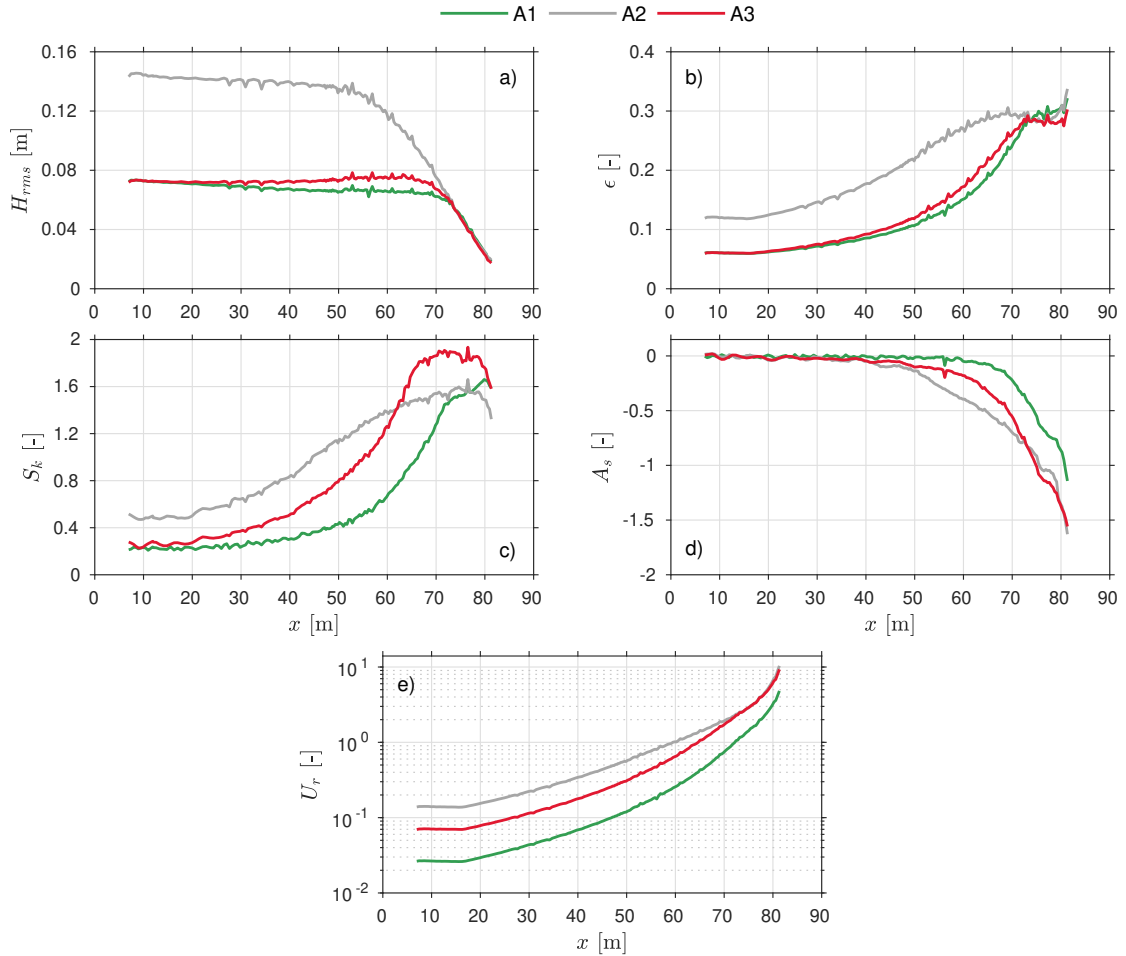 A1 A2 A3
a)
0.16
0.12
0.08
0.04
0
H_rms [m]
0 10 20 30 40 50 60 70 80 90
b)
0.4
0.3
0.2
0.1
0
ϵ [-]
0 10 20 30 40 50 60 70 80 90
2
1.6
1.2
0.8
0.4
0
S_k [-]
c)
0 10 20 30 40 50 60 70 80 90
x [m]
0
-0.5
-1
-1.5
-2
A_s [-]
d)
0 10 20 30 40 50 60 70 80 90
x [m]
e)
10^1
10^0
10^-1
10^-2
U_r [-]
0 10 20 30 40 50 60 70 80 90
x [m]